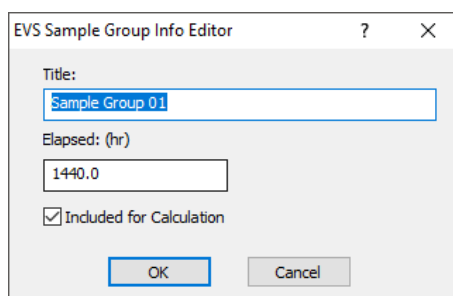 EVS Sample Group Info Editor ?
Title:
Sample Group 01
Elapsed: (hr)
1440.0
Included for Calculation
OK Cancel